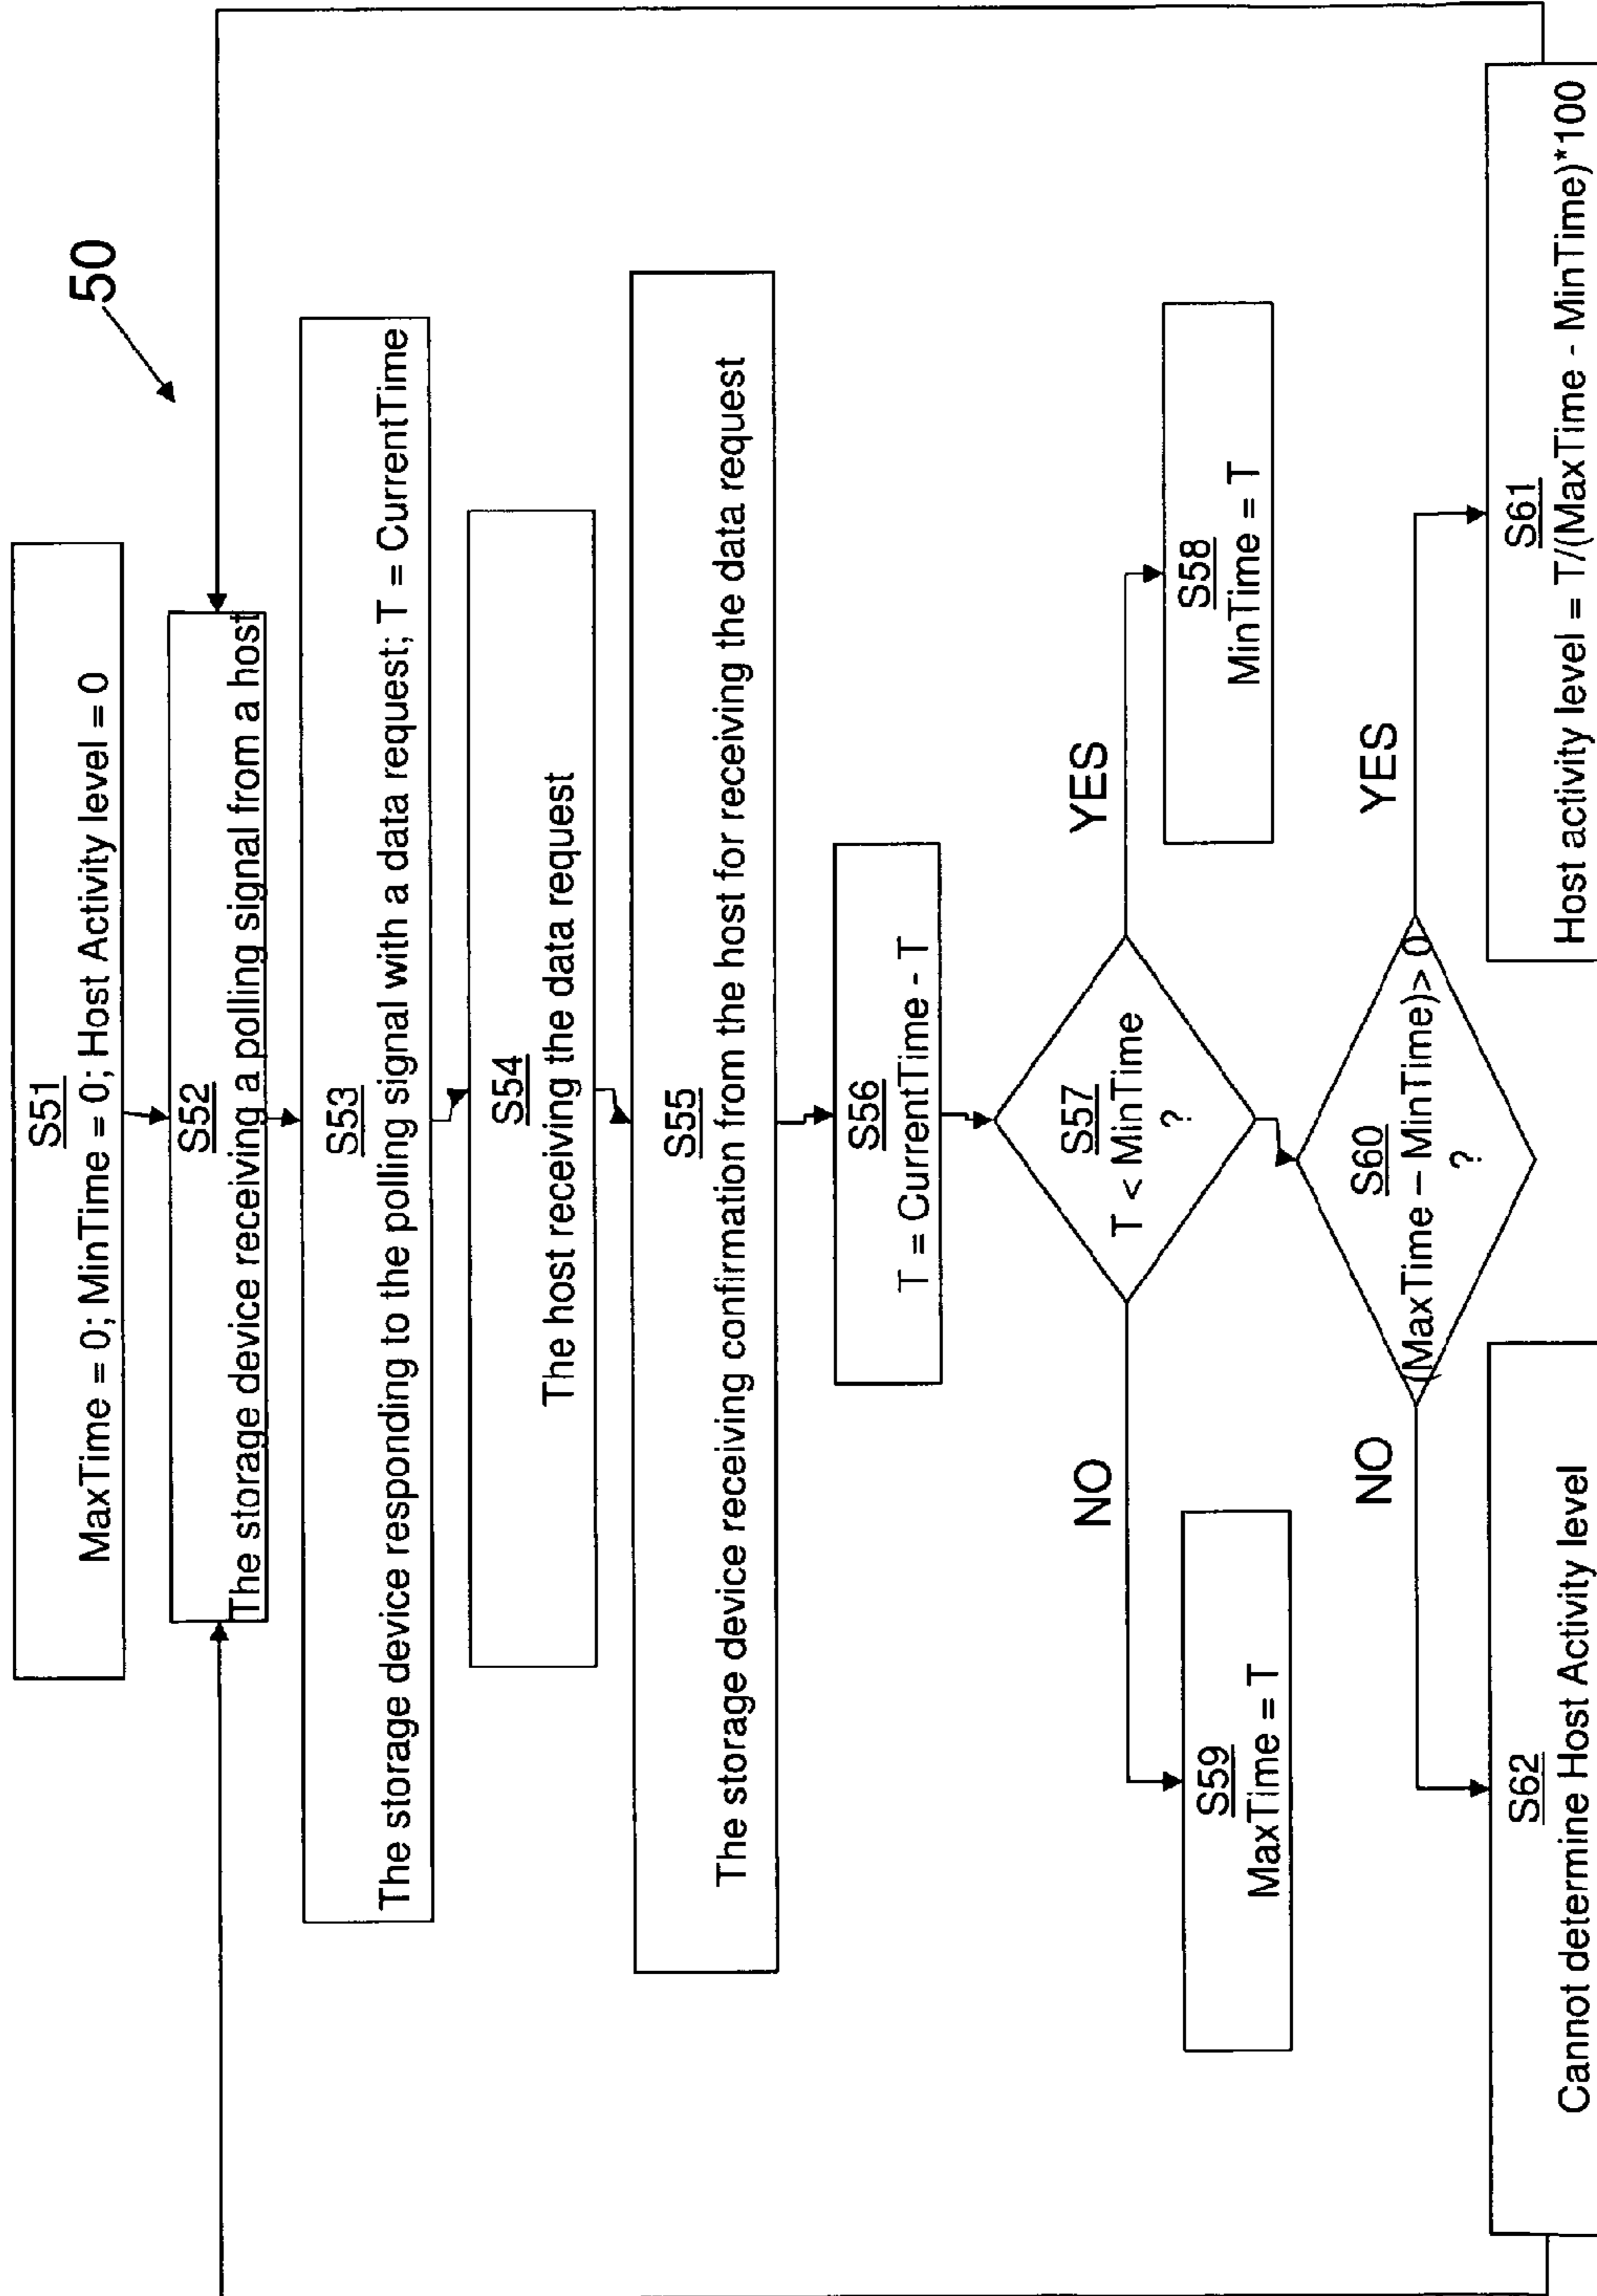 50
S51
MaxTime = 0; MinTime = 0; Host Activity level = 0
S52
The storage device receiving a polling signal from a host
S53
The storage device responding to the polling signal with a data request; T = CurrentTime
S54
The host receiving the data request
S55
The storage device receiving confirmation from the host for receiving the data request
S56
T = CurrentTime - T
S57
T < MinTime
?
NO
YES
S59
MaxTime = T
S58
MinTime = T
S60
(MaxTime – MinTime)> 0
?
NO
YES
S62
Cannot determine Host Activity level
S61
Host activity level = T/(MaxTime - MinTime)*100